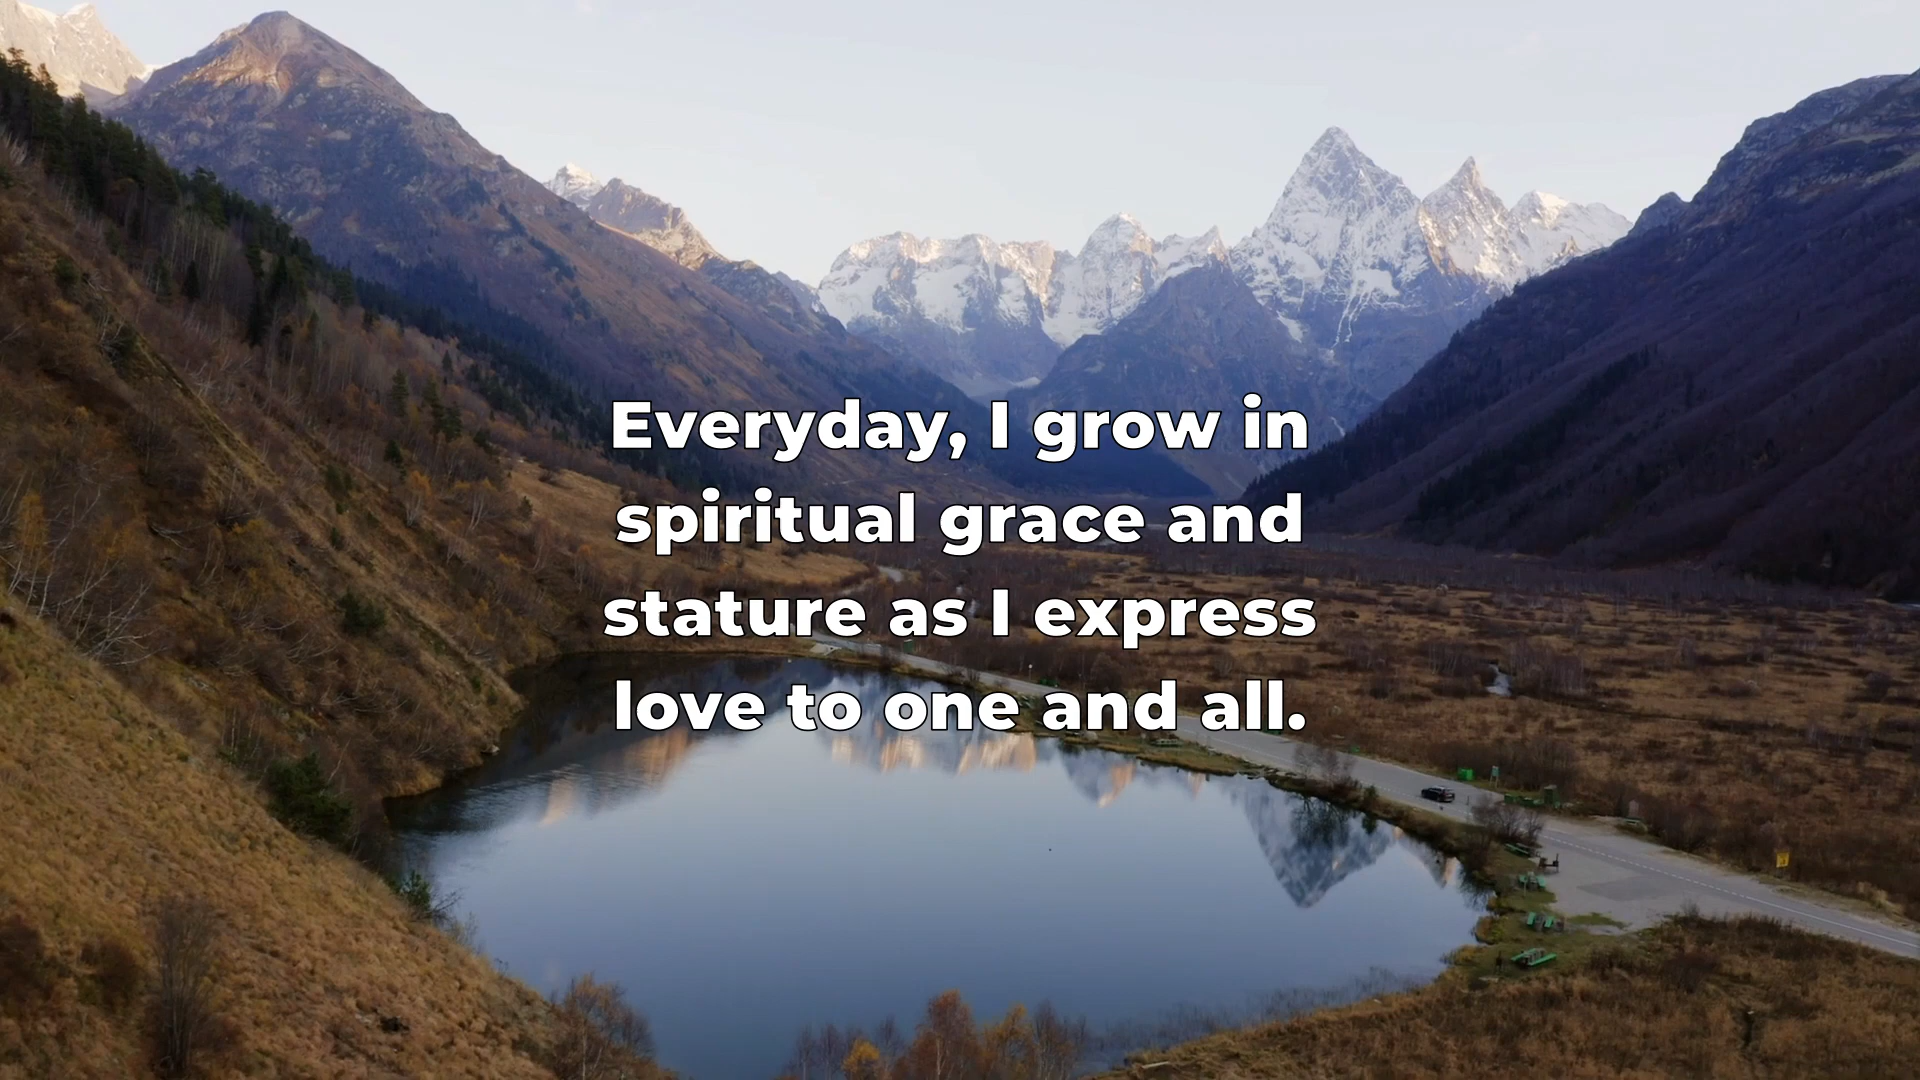 Everyday, I grow in
spiritual grace and
stature as I express
love to one and all.